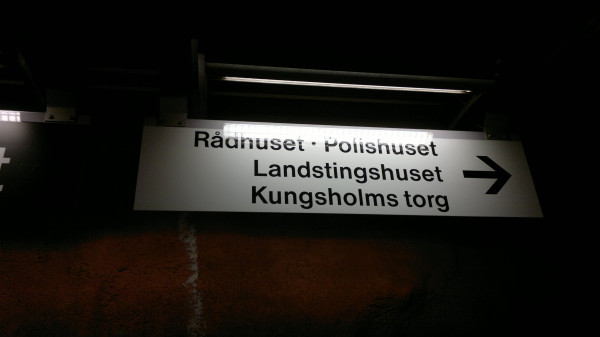 Rådhuset · Polishuset
Landstingshuset
Kungsholms torg